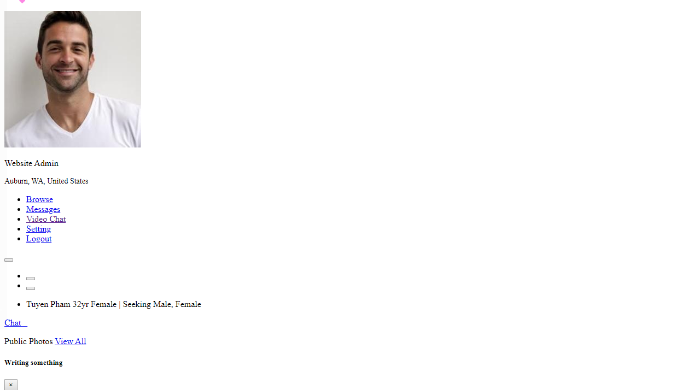 Website Admin
Auburn, WA, United States
Browse
Messages
Video Chat
Setting
Logout
Tuyen Pham 32yr Female | Seeking Male, Female
Chat
Public Photos View All
Writing something
×